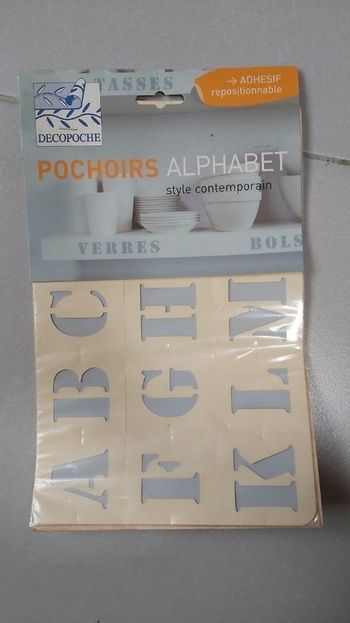 TASSES
→ ADHESIF
repositionnable
DECOPOCHE
POCHOIRS ALPHABET
style contemporain
VERRES
BOLS
C H M
B G L
A F K